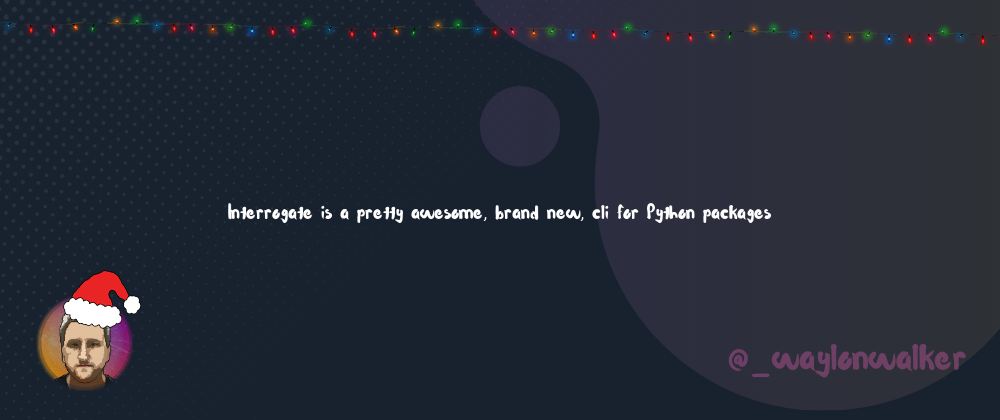 Interrogate is a pretty awesome, brand new, cli for Python packages
@_waylonwalker